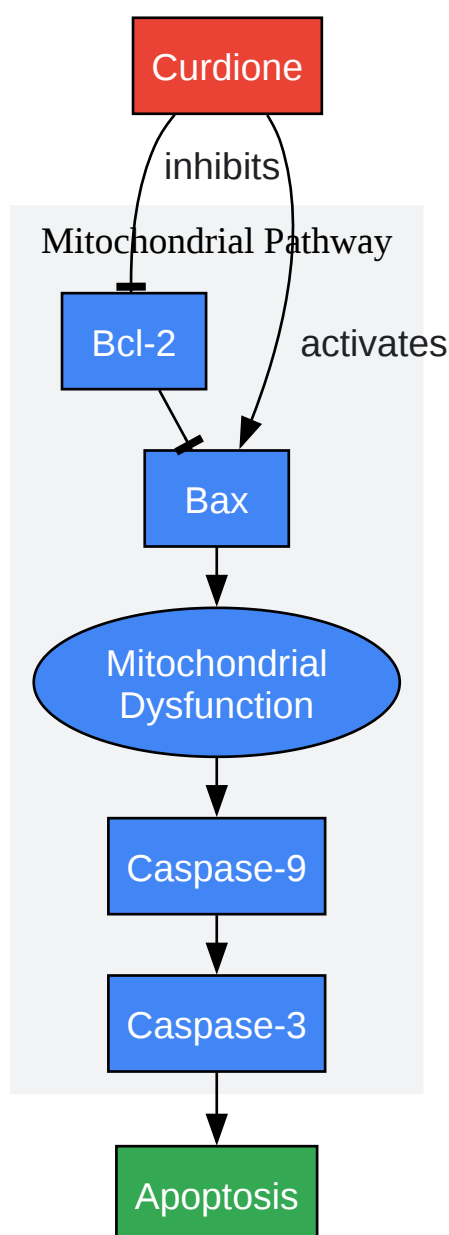 Curdione
inhibits
Mitochondrial Pathway
Bcl-2
activates
Bax
Mitochondrial
Dysfunction
Caspase-9
Caspase-3
Apoptosis